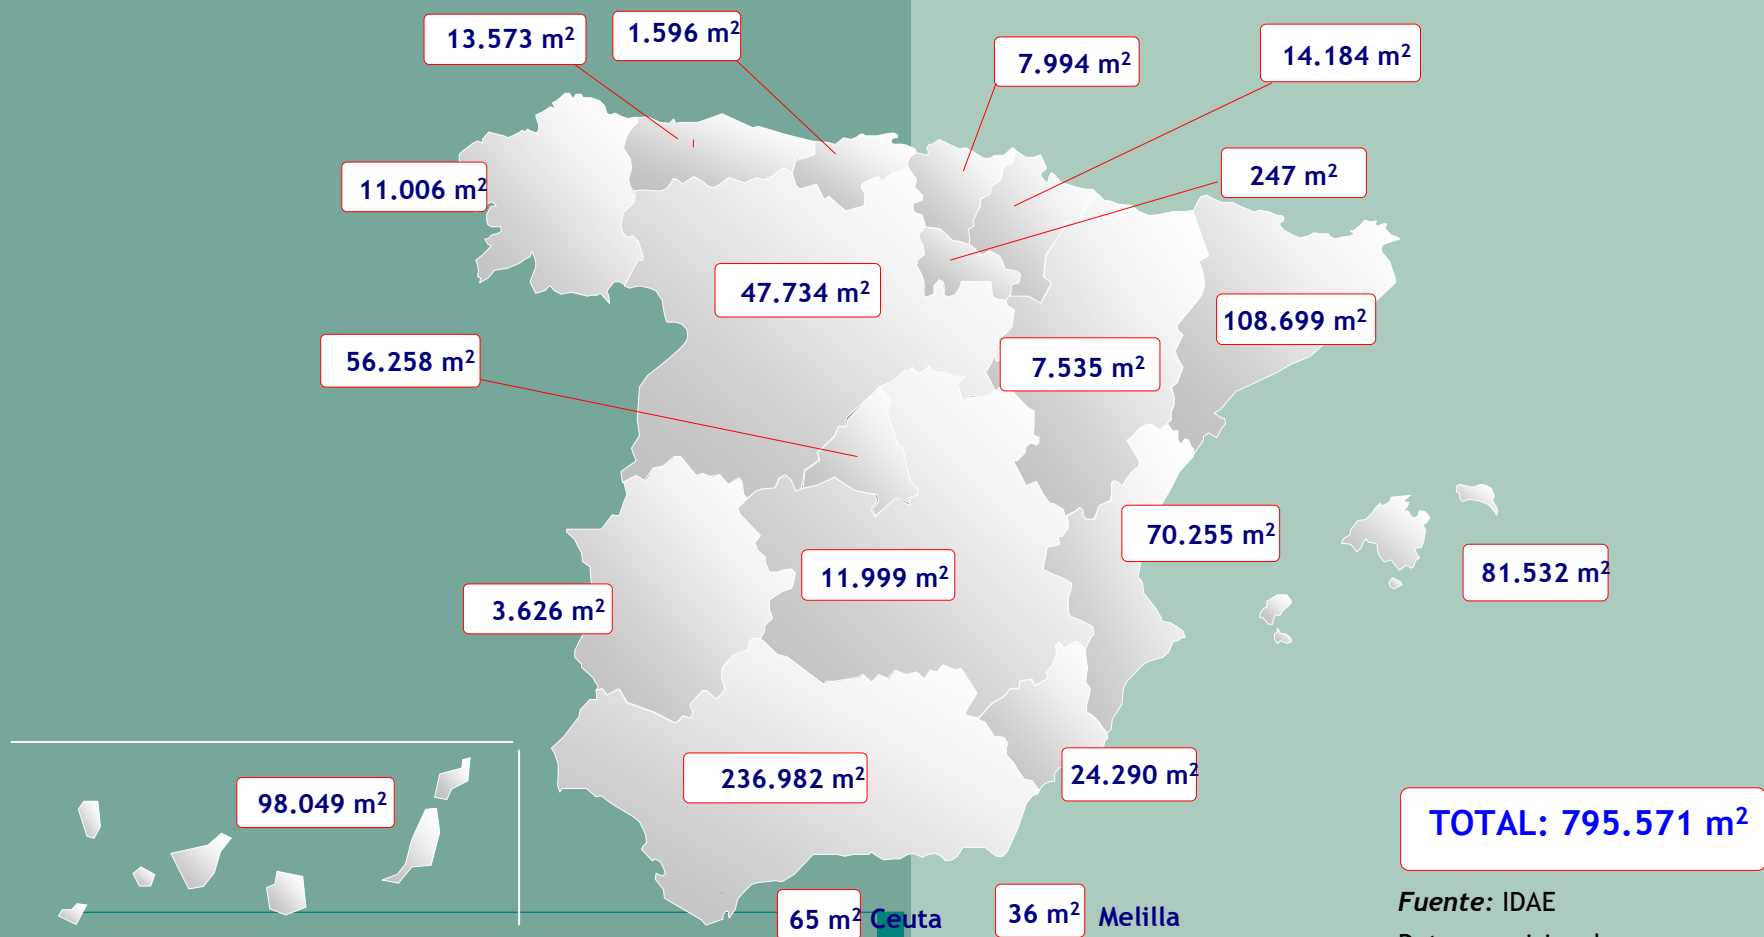 13.573 m²
1.596 m²
7.994 m²
14.184 m²
11.006 m²
247 m²
47.734 m²
108.699 m²
56.258 m²
7.535 m²
70.255 m²
11.999 m²
81.532 m²
3.626 m²
236.982 m²
24.290 m²
98.049 m²
TOTAL: 795.571 m²
65 m² Ceuta
36 m² Melilla
Fuente: IDAE